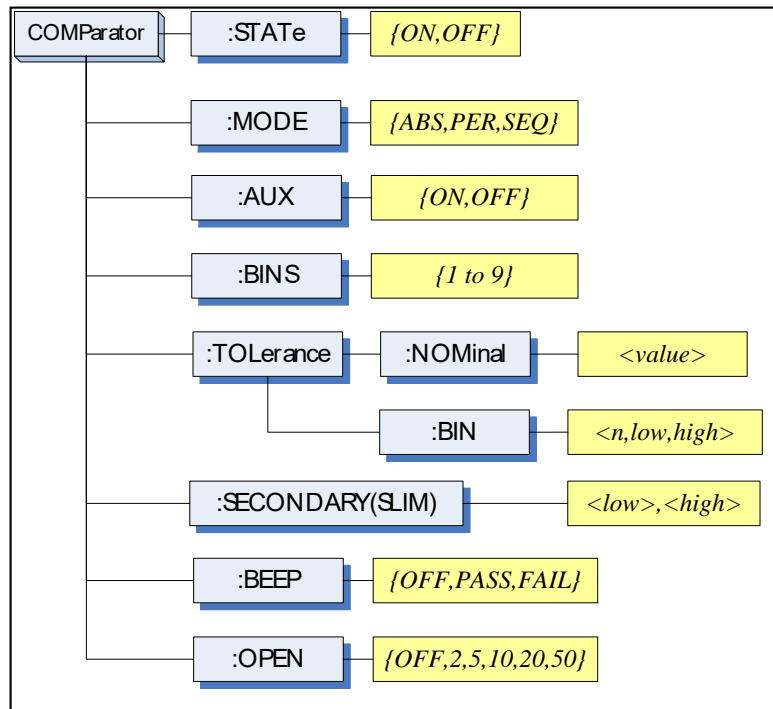 COMParator :STATe {ON,OFF}
:MODE {ABS,PER,SEQ}
:AUX {ON,OFF}
:BINS {1 to 9}
:TOLerance :NOMinal <value>
:BIN <n,low,high>
:SECONDARY(SLIM) <low>,<high>
:BEEP {OFF,PASS,FAIL}
:OPEN {OFF,2,5,10,20,50}